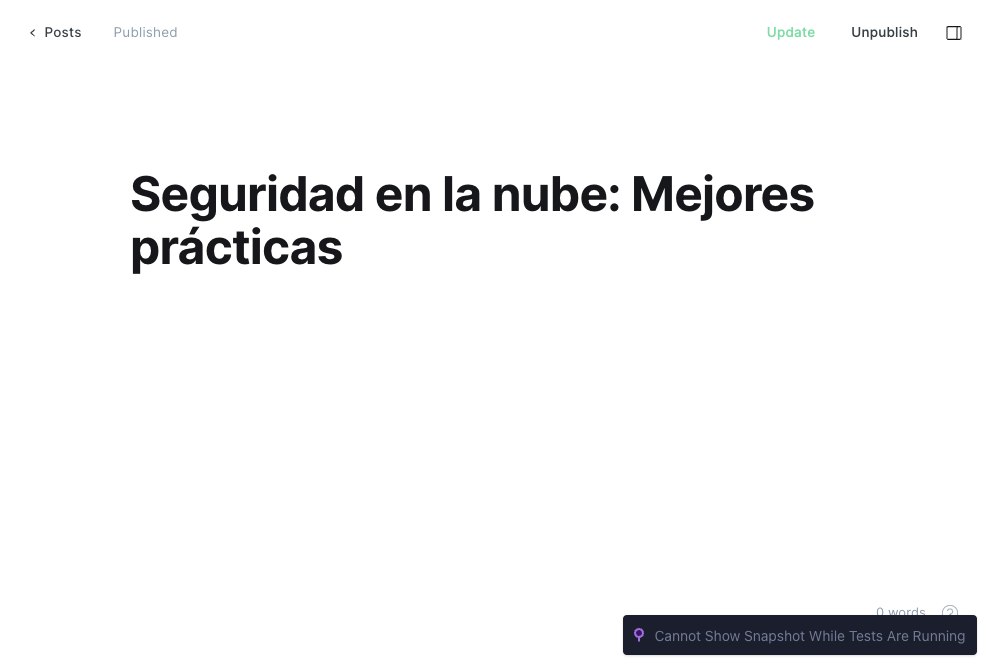 Posts Published Update Unpublish
Seguridad en la nube: Mejores
prácticas
0 words ?
Cannot Show Snapshot While Tests Are Running